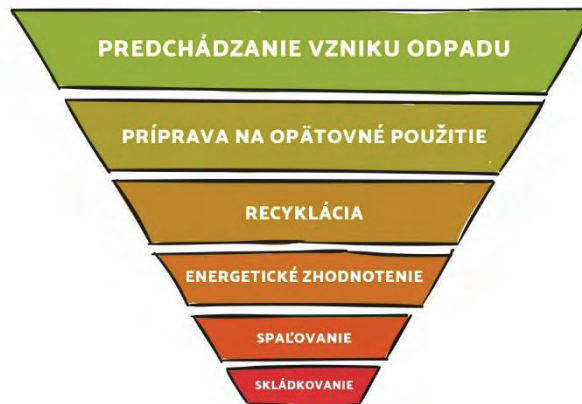 PREDCHÁDZANIE VZNIKU ODPADU
PRÍPRAVA NA OPÄTOVNÉ POUŽITIE
RECYKLÁCIA
ENERGETICKÉ ZHODNOTENIE
SPAĽOVANIE
SKLÁDKOVANIE